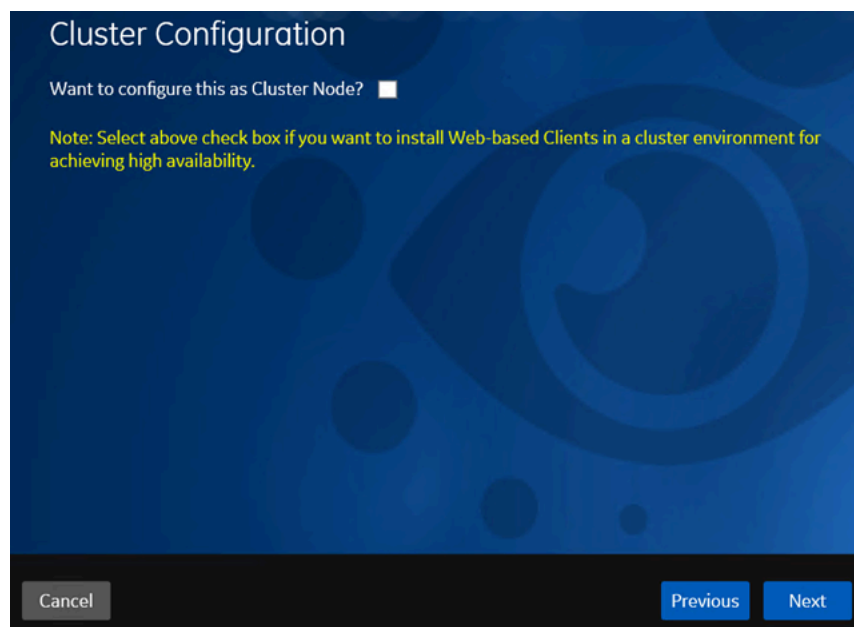 Cluster Configuration
Want to configure this as Cluster Node?
Note: Select above check box if you want to install Web-based Clients in a cluster environment for
achieving high availability.
Cancel
Previous
Next